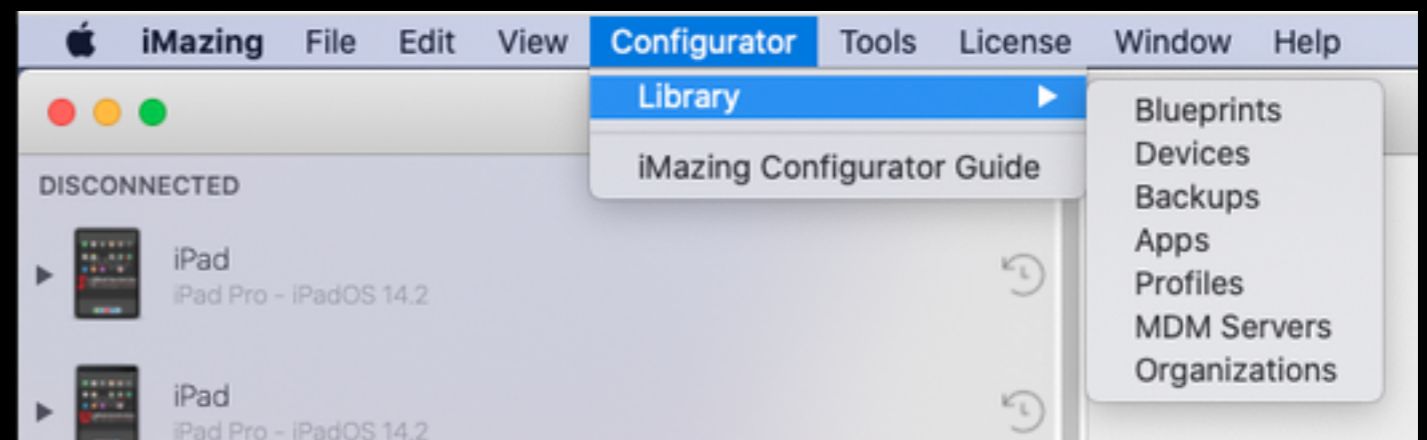 iMazing File Edit View Configurator Tools License Window Help
Library
iMazing Configurator Guide
Blueprints
Devices
Backups
Apps
Profiles
MDM Servers
Organizations
DISCONNECTED
iPad
iPad Pro - iPadOS 14.2
iPad
iPad Pro - iPadOS 14.2